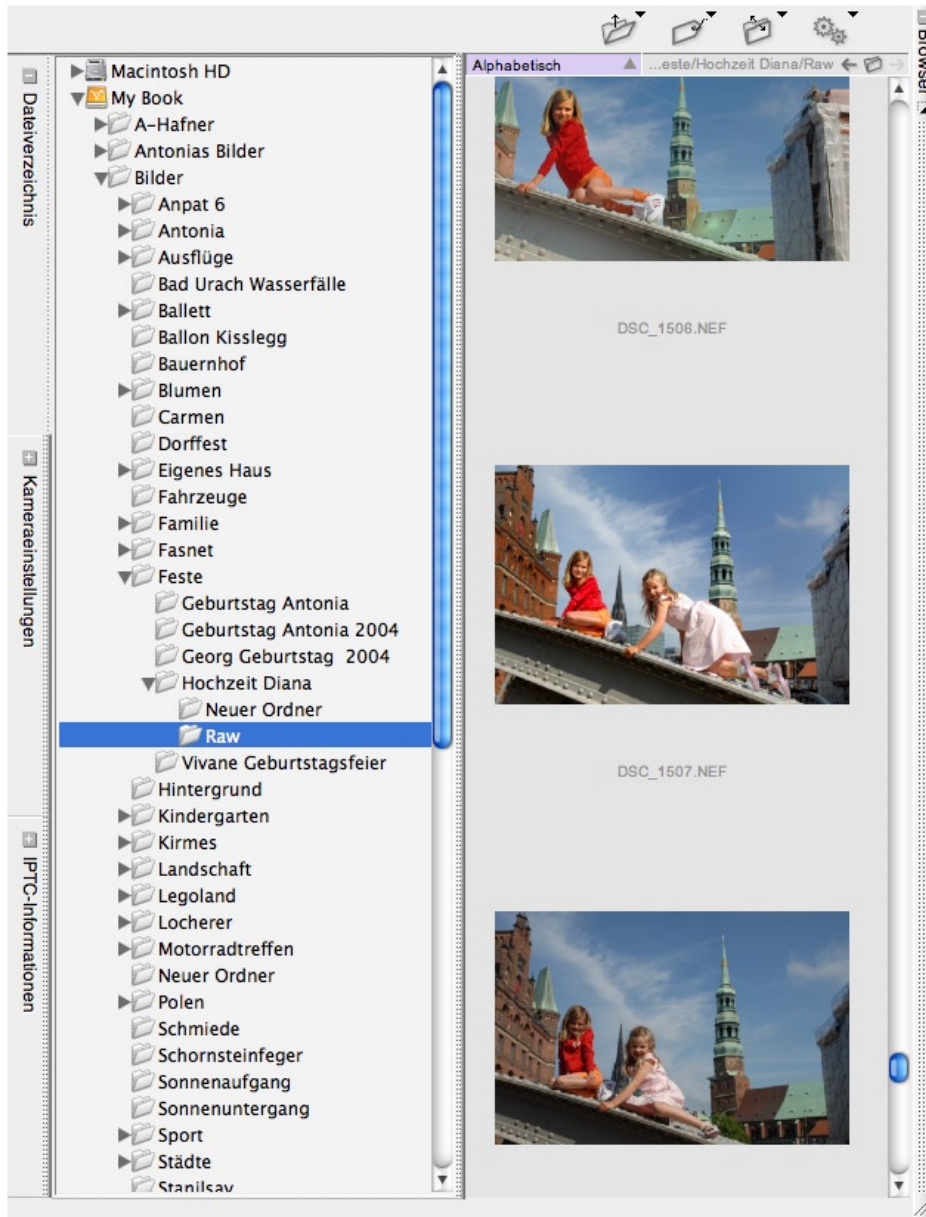 Browser
Alphabetisch
...este/Hochzeit Diana/Raw
Dateiverzeichnis
Kameraeinstellungen
IPTC-Informationen
Macintosh HD
My Book
A-Hafner
Antonias Bilder
Bilder
Anpat 6
Antonia
Ausflüge
Bad Urach Wasserfälle
Ballett
Ballon Kisslegg
Bauernhof
Blumen
Carmen
Dorffest
Eigenes Haus
Fahrzeuge
Familie
Fasnet
Feste
Geburtstag Antonia
Geburtstag Antonia 2004
Georg Geburtstag 2004
Hochzeit Diana
Neuer Ordner
Raw
Vivane Geburtstagsfeier
Hintergrund
Kindergarten
Kirmes
Landschaft
Legoland
Locherer
Motorradtreffen
Neuer Ordner
Polen
Schmiede
Schornsteinfeger
Sonnenaufgang
Sonnenuntergang
Sport
Städte
Stanilsav
DSC_1506.NEF
DSC_1507.NEF